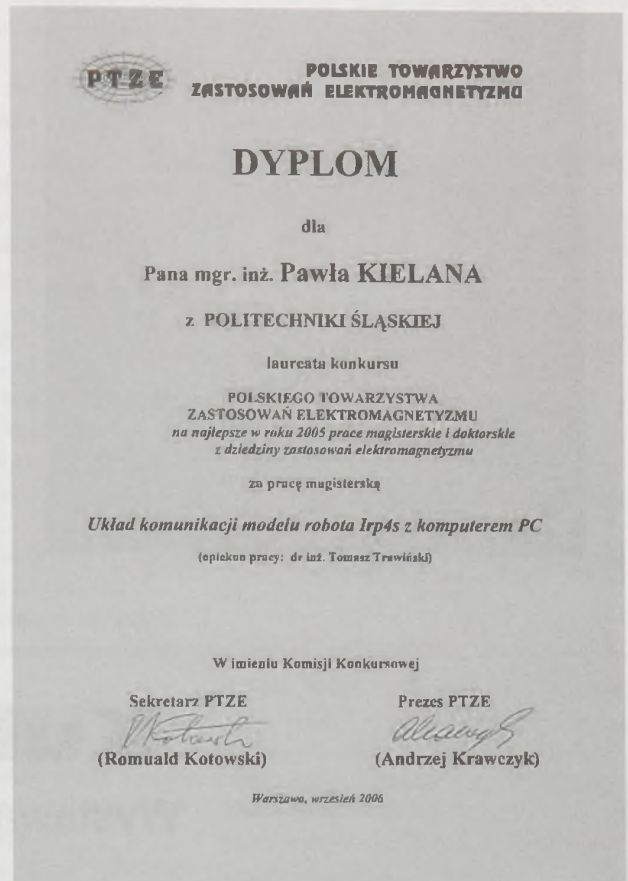 PTZE
POLSKIE TOWARZYSTWO
ZASTOSOWAŃ ELEKTROMAGNETYZMU
DYPLOM
dla
Pana mgr. inż. Pawła KIELANA
z POLITECHNIKI ŚLĄSKIEJ
laureata konkursu
POLSKIEGO TOWARZYSTWA
ZASTOSOWAŃ ELEKTROMAGNETYZMU
na najlepsze w roku 2005 prace magisterskie i doktorskie
z dziedziny zastosowań elektromagnetyzmu
za pracę magisterską
Układ komunikacji modelu robota Irp4s z komputerem PC
(opiekun pracy: dr inż. Tomasz Trawiński)
W imieniu Komisji Konkursowej
Sekretarz PTZE Prezes PTZE
(Romuald Kotowski) (Andrzej Krawczyk)
Warszawa, wrzesień 2006